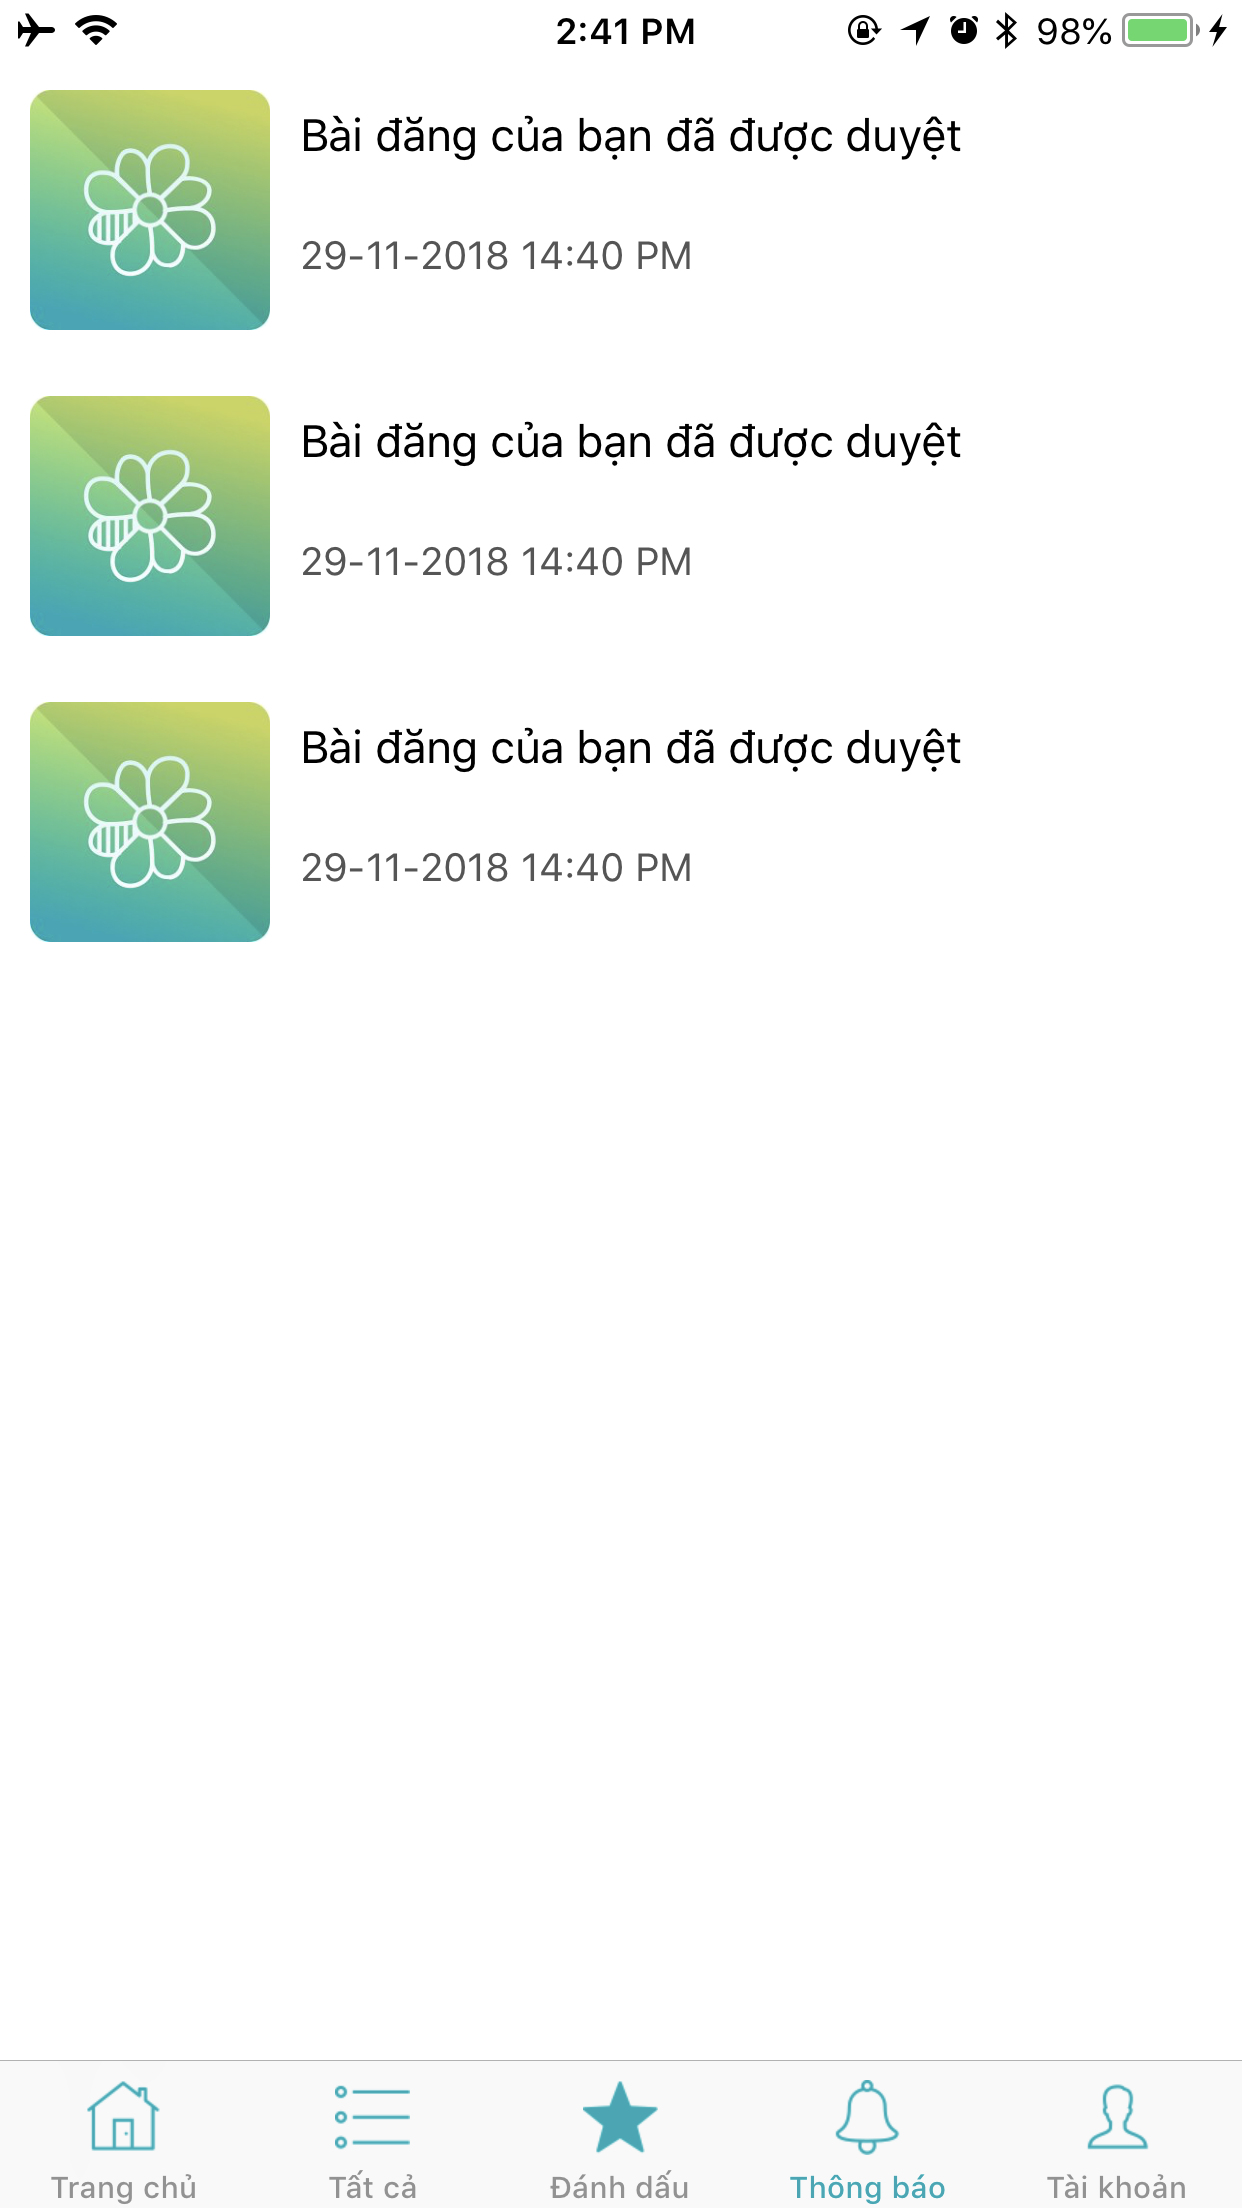 2:41 PM
98%
Bài đăng của bạn đã được duyệt
29-11-2018 14:40 PM
Bài đăng của bạn đã được duyệt
29-11-2018 14:40 PM
Bài đăng của bạn đã được duyệt
29-11-2018 14:40 PM
Trang chủ
Tất cả
Đánh dấu
Thông báo
Tài khoản